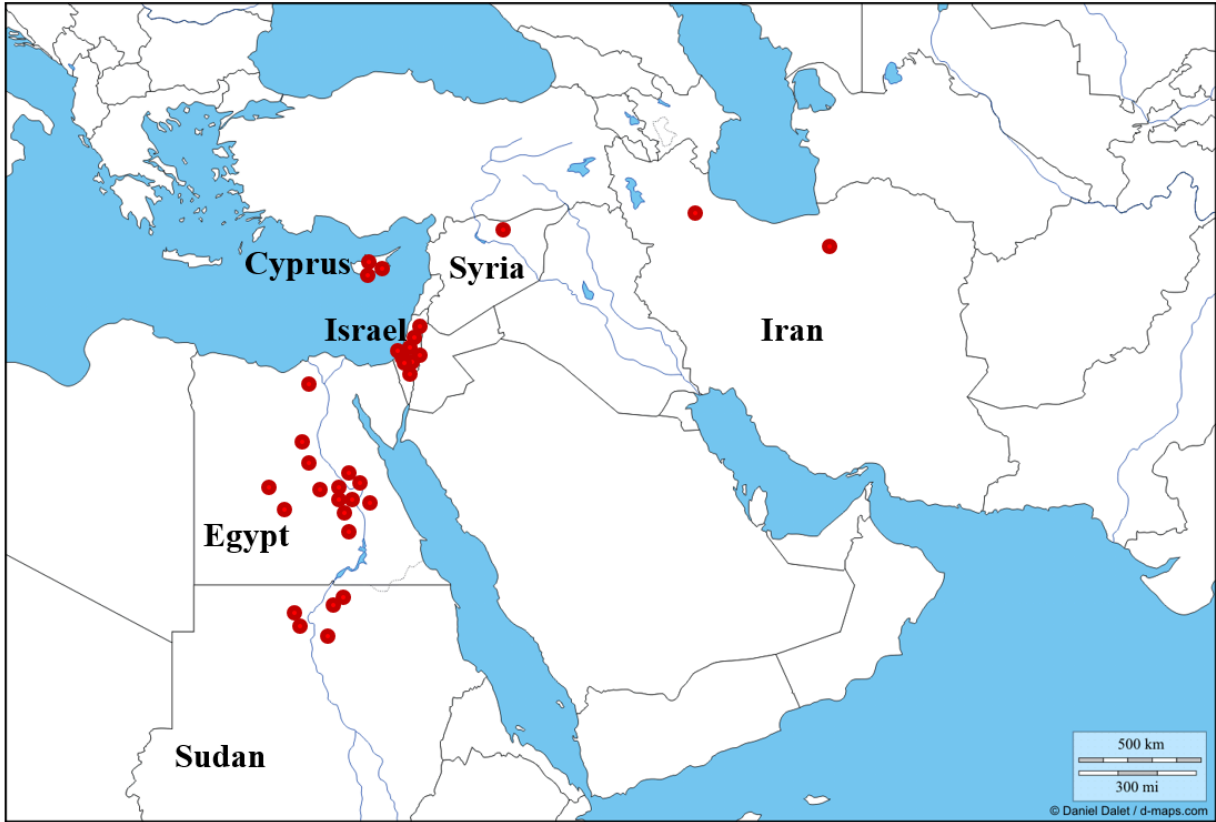 Cyprus
Syria
Israel
Iran
Egypt
Sudan
500 km
300 mi
© Daniel Dalet / d-maps.com